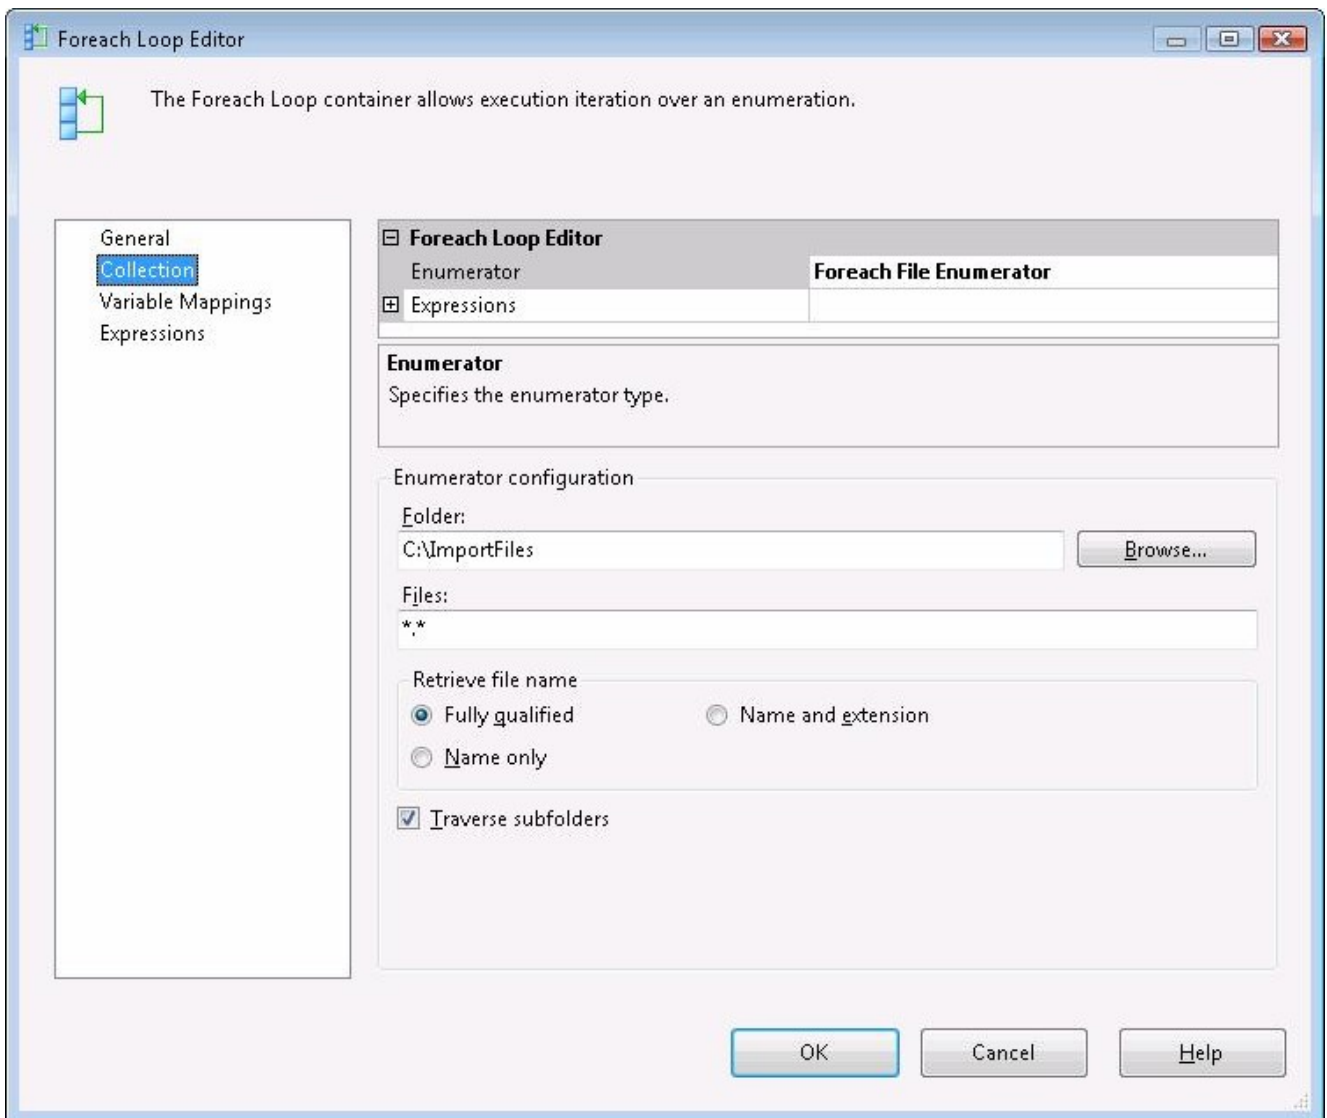 Foreach Loop Editor
The Foreach Loop container allows execution iteration over an enumeration.
General
Collection
Variable Mappings
Expressions
Foreach Loop Editor
Enumerator Foreach File Enumerator
Expressions
Enumerator
Specifies the enumerator type.
Enumerator configuration
Folder:
C:\ImportFiles Browse...
Files:
*.*
Retrieve file name
Fully qualified Name and extension
Name only
Traverse subfolders
OK Cancel Help